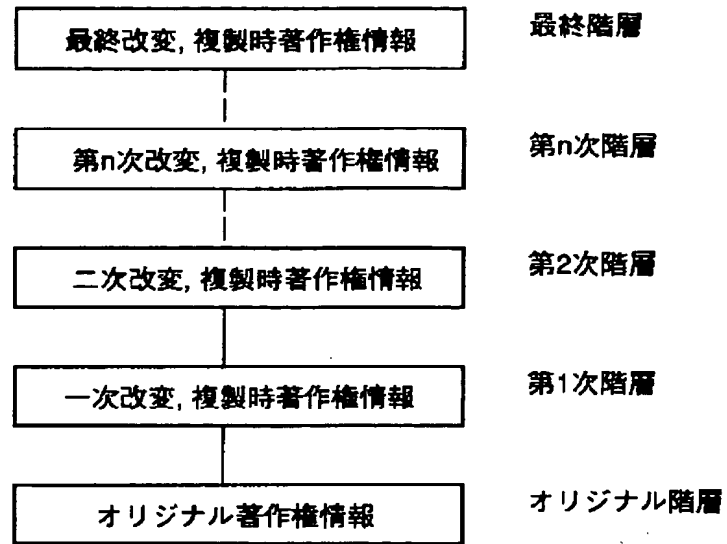 最終改変, 複製時著作権情報 最終階層
第n次改変, 複製時著作権情報 第n次階層
二次改変, 複製時著作権情報 第2次階層
一次改変, 複製時著作権情報 第1次階層
オリジナル著作権情報 オリジナル階層